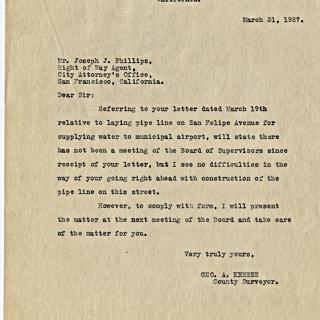 California.
March 31, 1927.
Mr. Joseph J. Phillips,
Right of Way Agent,
City Attorney's Office,
San Francisco, California.
Dear Sir:
Referring to your letter dated March 19th
relative to laying pipe line on San Felipe Avenue for
supplying water to municipal airport, will state there
has not been a meeting of the Board of Supervisors since
receipt of your letter, but I see no difficulties in the
way of your going right ahead with construction of the
pipe line on this street.
However, to comply with form, I will present
the matter at the next meeting of the Board and take care
of the matter for you.
Very truly yours,
GEO. A. KNEESE
County Surveyor.